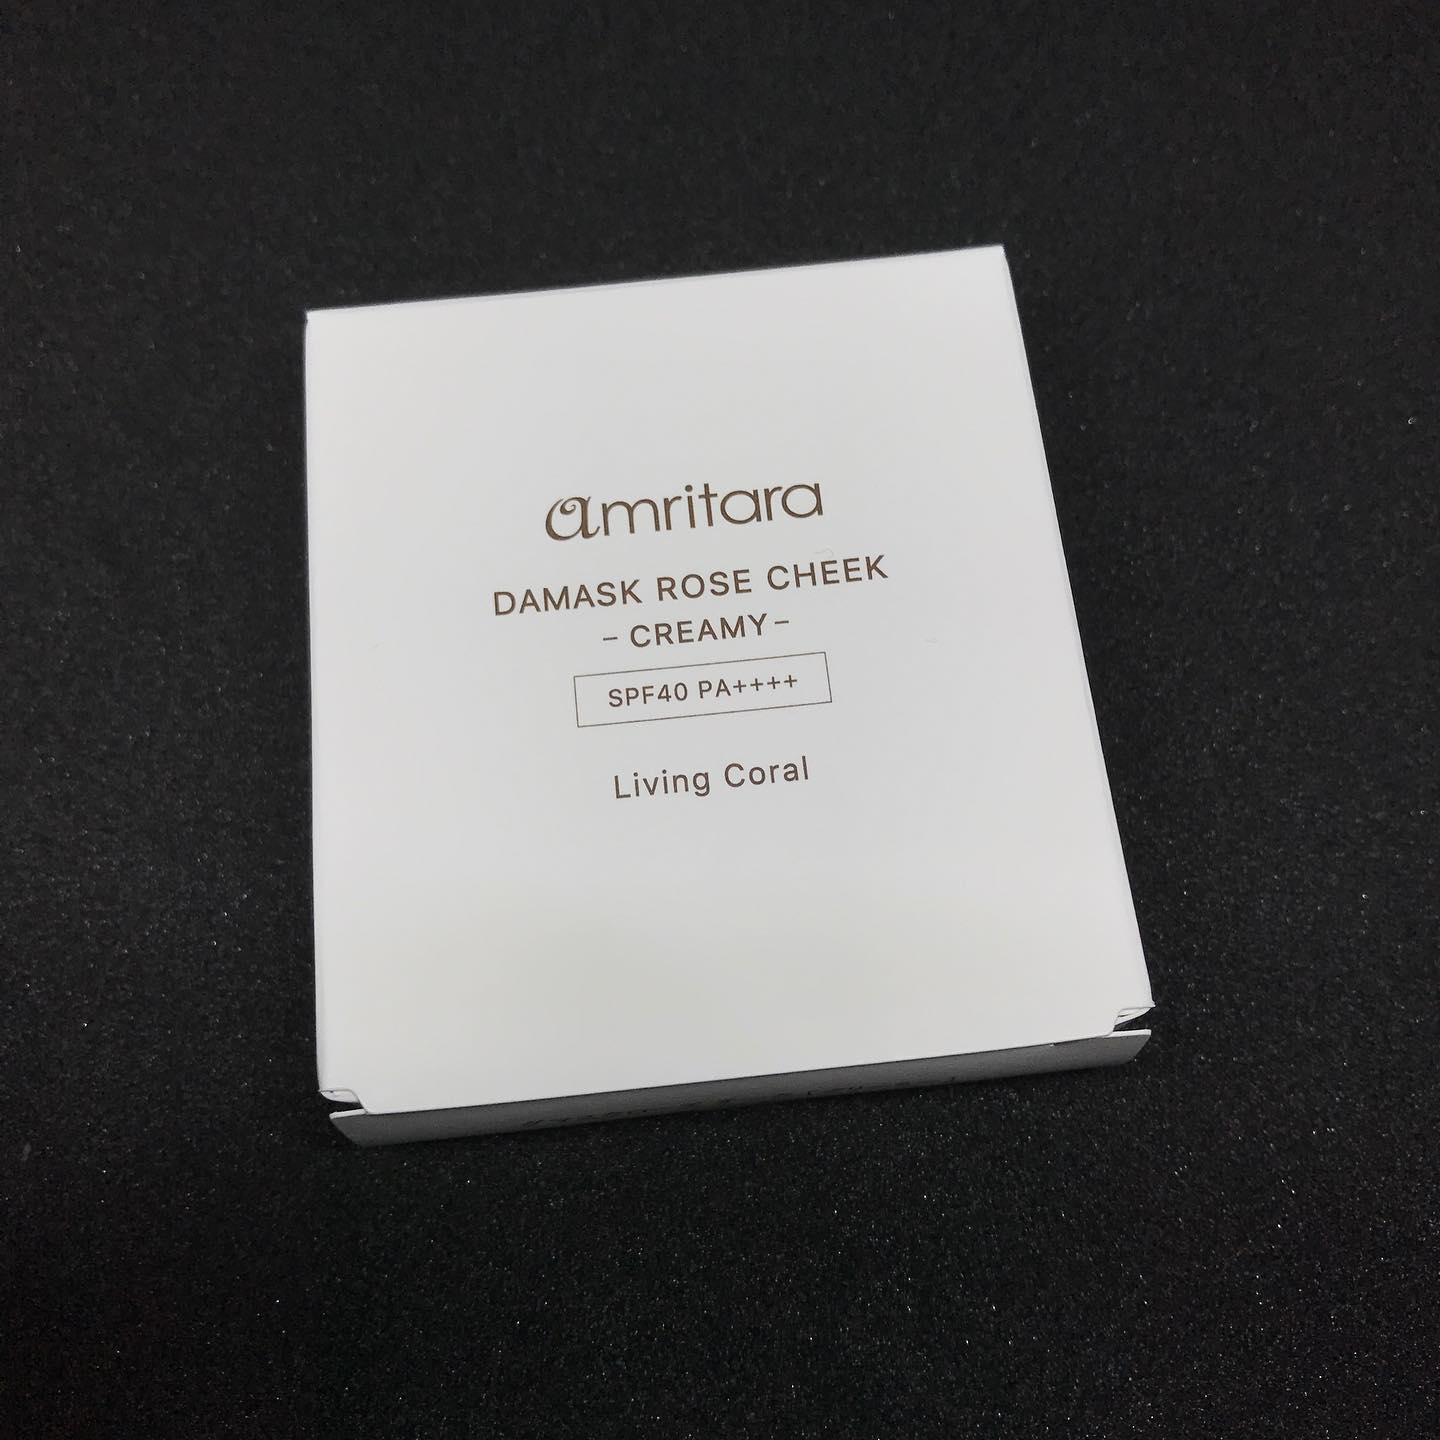 amritara
DAMASK ROSE CHEEK
- CREAMY -
SPF40 PA++++
Living Coral